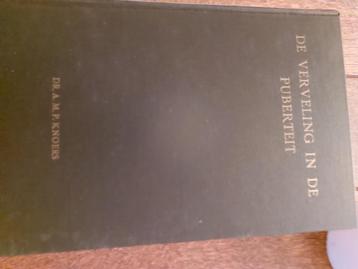 DE VERVELING IN DE
PUBERTEIT
DR. A. M. P. KNOERS